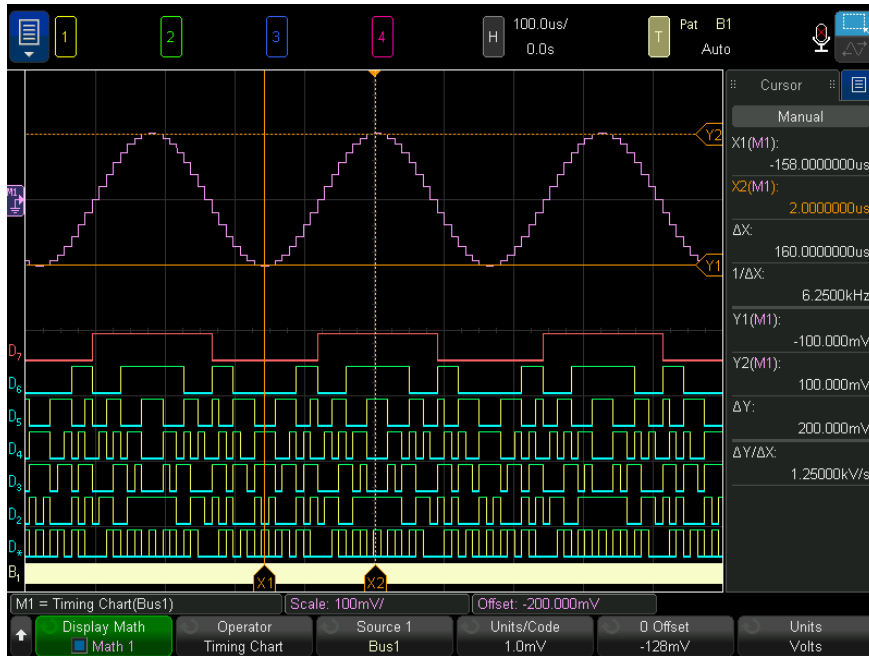 1 2 3 4 H 100.0us/ 0.0s T Pat B1 Auto
Cursor
Manual
X1(M1):
-158.0000000us
X2(M1):
2.0000000us
ΔX:
160.0000000us
1/ΔX:
6.2500kHz
Y1(M1):
-100.000mV
Y2(M1):
100.000mV
ΔY:
200.000mV
ΔY/ΔX:
1.25000kV/s
Y2
M1
Y1
D7
D6
D5
D4
D3
D2
D*
B1
X1 X2
M1 = Timing Chart(Bus1) Scale: 100mV/ Offset: -200.000mV
Display Math Operator Source 1 Units/Code 0 Offset Units
Math 1 Timing Chart Bus1 1.0mV -128mV Volts